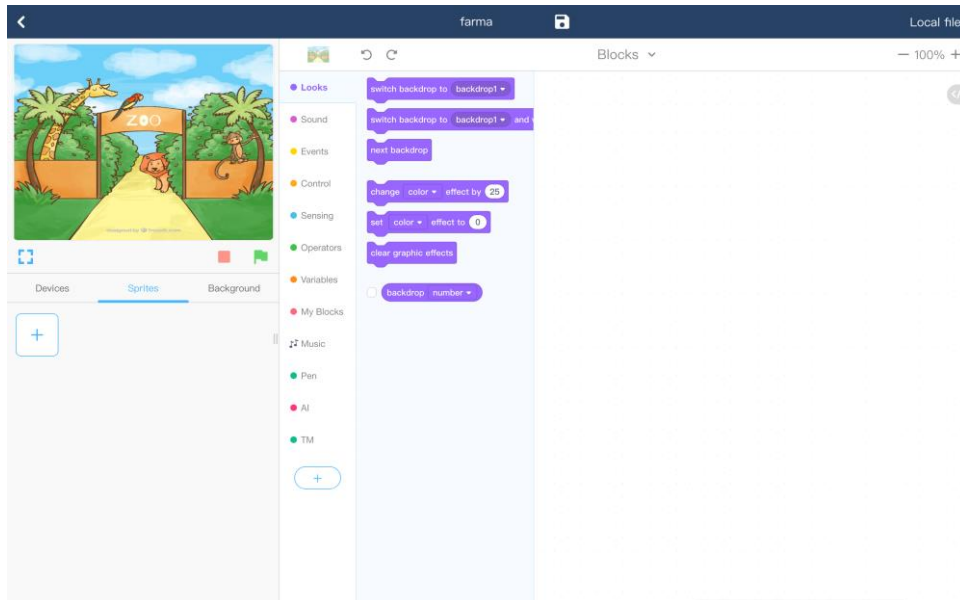 farma
Local file
Blocks
100%
ZOO
Devices
Sprites
Background
Looks
Sound
Events
Control
Sensing
Operators
Variables
My Blocks
Music
Pen
AI
TM
switch backdrop to backdrop1
switch backdrop to backdrop1 and
next backdrop
change color effect by 25
set color effect to 0
clear graphic effects
backdrop number